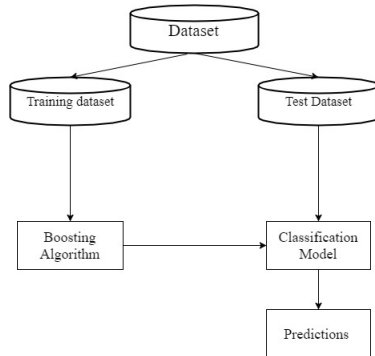 Dataset
Training dataset
Test Dataset
Boosting
Algorithm
Classification
Model
Predictions